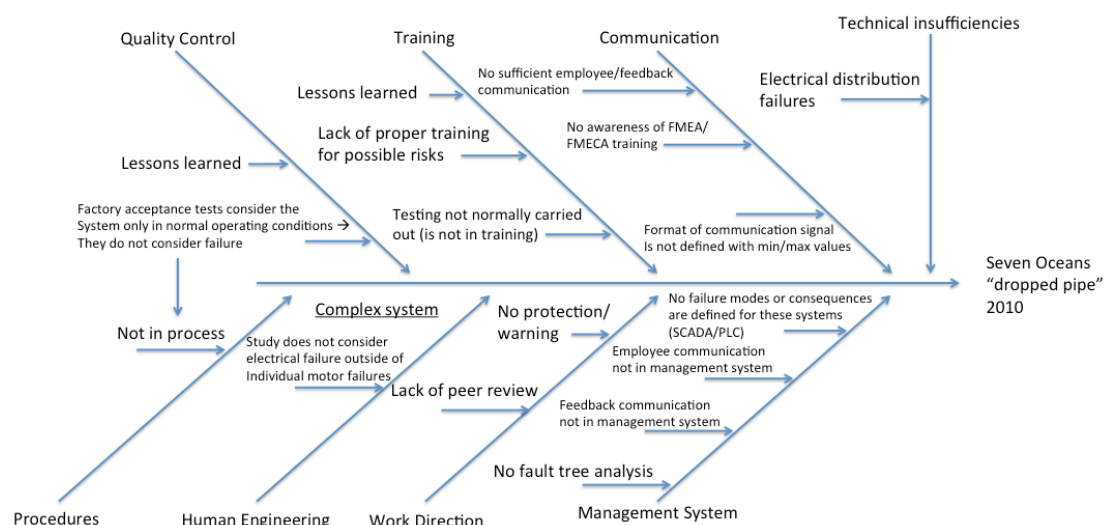 Technical insufficiencies
Quality Control
Training
Communication
No sufficient employee/feedback
communication
Electrical distribution
failures
Lessons learned
Lack of proper training
for possible risks
No awareness of FMEA/
FMECA training
Lessons learned
Factory acceptance tests consider the
System only in normal operating conditions →
They do not consider failure
Testing not normally carried
out (is not in training)
Format of communication signal
Is not defined with min/max values
Seven Oceans
“dropped pipe”
2010
Complex system
No protection/
warning
No failure modes or consequences
are defined for these systems
(SCADA/PLC)
Not in process
Study does not consider
electrical failure outside of
Individual motor failures
Employee communication
not in management system
Lack of peer review
Feedback communication
not in management system
No fault tree analysis
Procedures
Human Engineering
Work Direction
Management System